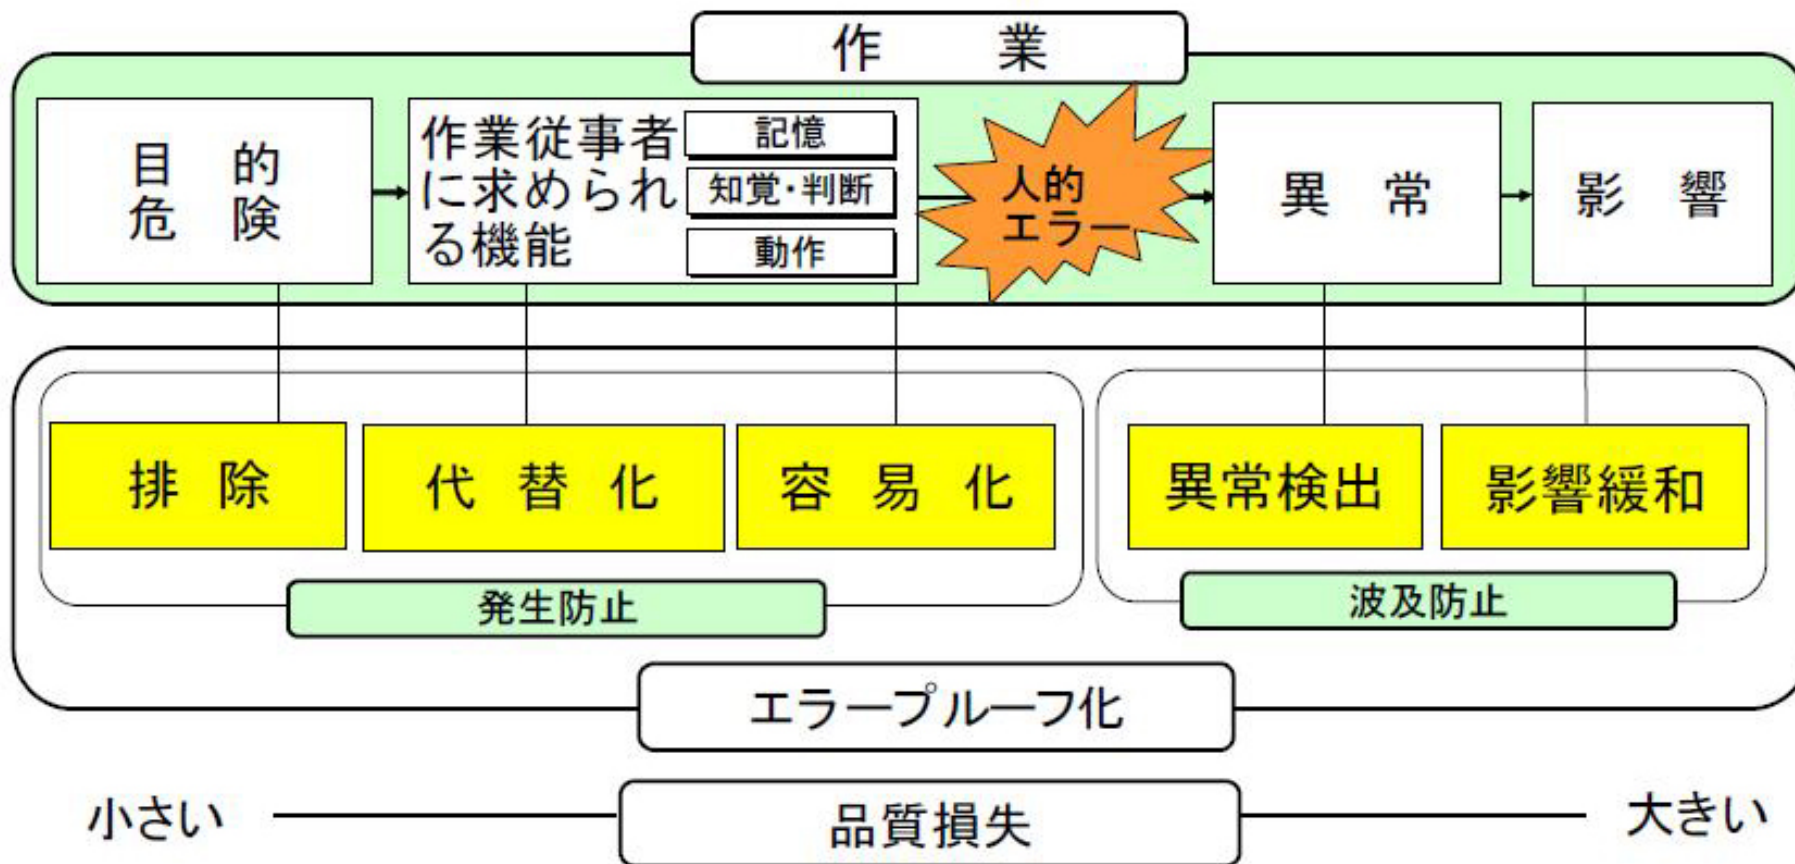 作業
目的
危険
作業従事者
に求められ
る機能
記憶
知覚・判断
動作
人的
エラー
異常
影響
排除
代替化
容易化
異常検出
影響緩和
発生防止
波及防止
エラープルーフ化
小さい
品質損失
大きい